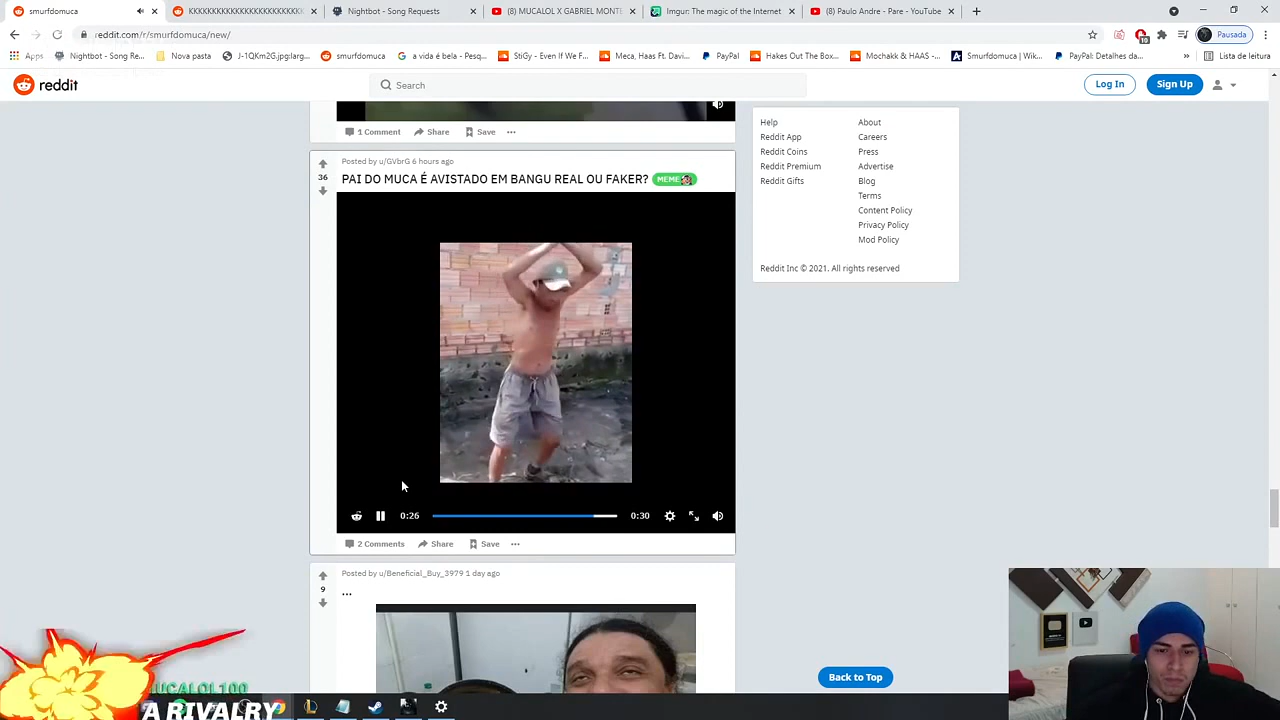 smurfdomuca
KKKKKKKKKKKKKKKKKKKKKKKK
Nightbot - Song Requests
(8) MUCALOL X GABRIEL MONTI
Imgur: The magic of the Internet
(8) Paulo Andre - Pare - YouTube
reddit.com/r/smurfdomuca/new/
Pausada
Apps
Nightbot - Song Re...
Nova pasta
J-1QKm2G.jpg:larg...
smurfdomuca
a vida é bela - Pesq...
StiGy - Even If We F...
Meca, Haas Ft. Davi...
PayPal
Hakes Out The Box...
Mochakk & HAAS -...
Smurfdomuca | Wik...
PayPal: Detalhes da...
»
Lista de leitura
reddit
Search
Log In
Sign Up
1 Comment
Share
Save
Help
About
Reddit App
Careers
Reddit Coins
Press
Reddit Premium
Advertise
Reddit Gifts
Blog
Terms
Content Policy
Privacy Policy
Mod Policy
Reddit Inc © 2021. All rights reserved
Posted by u/GVbrG 6 hours ago
36
PAI DO MUCA É AVISTADO EM BANGU REAL OU FAKER?
MEME
0:26
0:30
2 Comments
Share
Save
Posted by u/Beneficial_Buy_3979 1 day ago
9
...
Back to Top
MUCALOL100
A RIVALRY